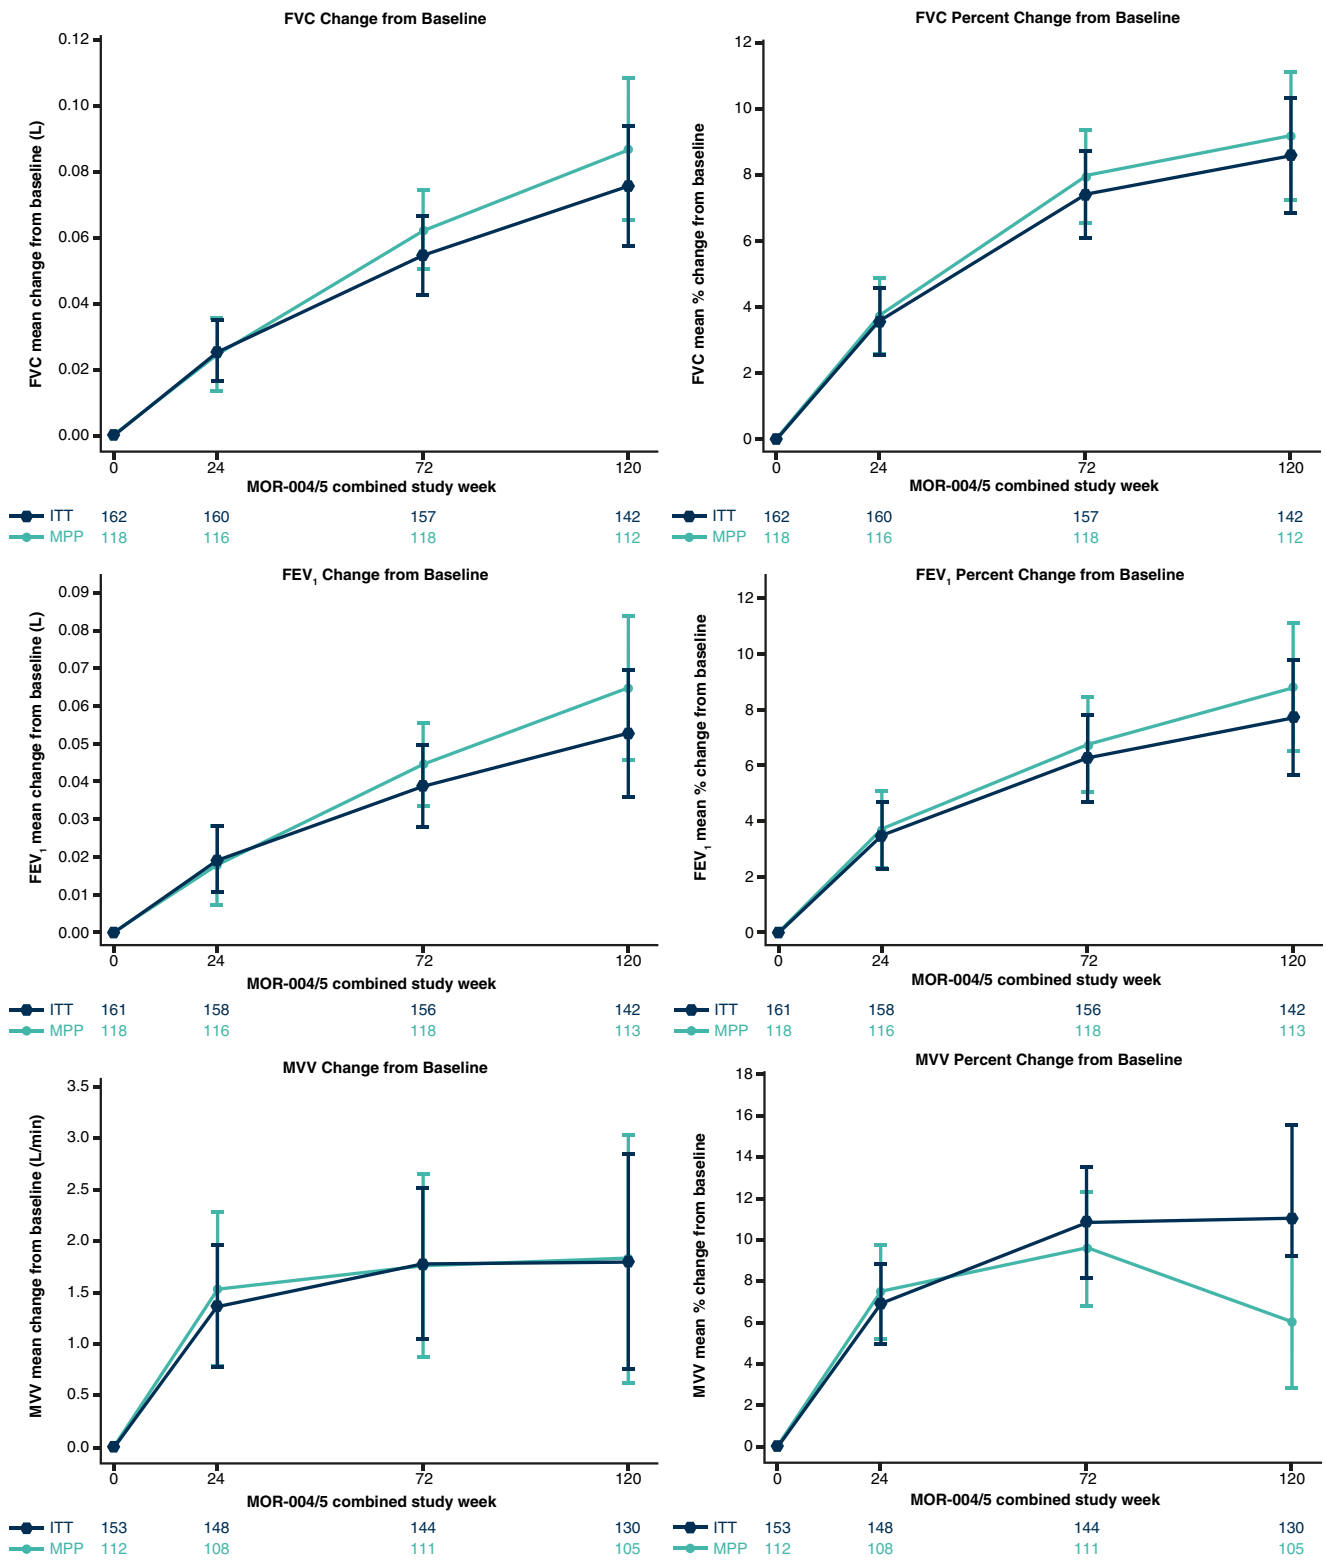 FVC Change from Baseline
FVC mean change from baseline (L)
0.12
0.10
0.08
0.06
0.04
0.02
0.00
0 24 72 120
MOR-004/5 combined study week
ITT 162 160 157 142
MPP 118 116 118 112
FVC Percent Change from Baseline
FVC mean % change from baseline
12
10
8
6
4
2
0
0 24 72 120
MOR-004/5 combined study week
ITT 162 160 157 142
MPP 118 116 118 112
FEV₁ Change from Baseline
FEV₁ mean change from baseline (L)
0.09
0.08
0.07
0.06
0.05
0.04
0.03
0.02
0.01
0.00
0 24 72 120
MOR-004/5 combined study week
ITT 161 158 156 142
MPP 118 116 118 113
FEV₁ Percent Change from Baseline
FEV₁ mean % change from baseline
12
10
8
6
4
2
0
0 24 72 120
MOR-004/5 combined study week
ITT 161 158 156 142
MPP 118 116 118 113
MVV Change from Baseline
MVV mean change from baseline (L/min)
3.5
3.0
2.5
2.0
1.5
1.0
0.5
0.0
0 24 72 120
MOR-004/5 combined study week
ITT 153 148 144 130
MPP 112 108 111 105
MVV Percent Change from Baseline
MVV mean % change from baseline
18
16
14
12
10
8
6
4
2
0
0 24 72 120
MOR-004/5 combined study week
ITT 153 148 144 130
MPP 112 108 111 105